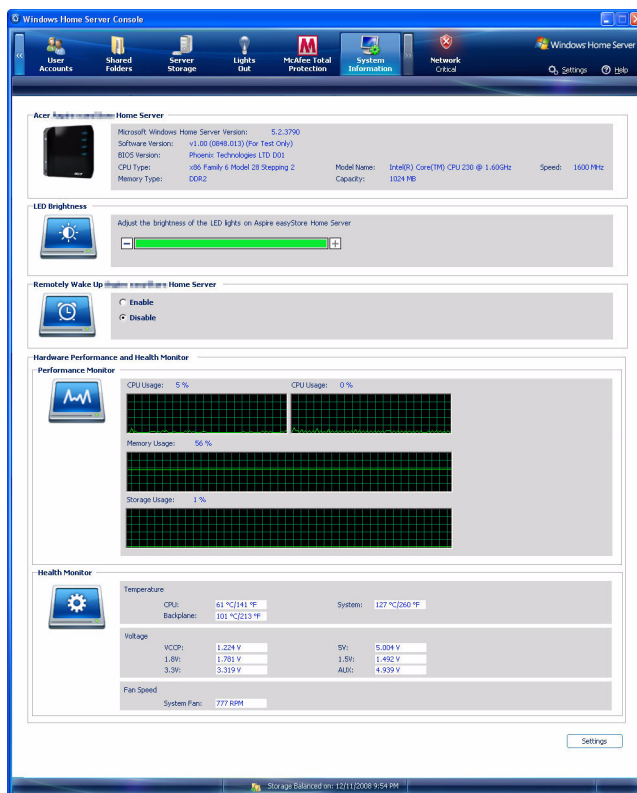 Windows Home Server Console
User Accounts
Shared Folders
Server Storage
Lights Out
McAfee Total Protection
System Information
Network Critical
Windows Home Server
Settings
Help
Acer Home Server
Microsoft Windows Home Server Version: 5.2.3790
Software Version: v1.00 (0848.013) (For Test Only)
BIOS Version: Phoenix Technologies LTD D01
CPU Type: x86 Family 6 Model 28 Stepping 2 Model Name: Intel(R) Core(TM) CPU 230 @ 1.60GHz Speed: 1600 MHz
Memory Type: DDR2 Capacity: 1024 MB
LED Brightness
Adjust the brightness of the LED lights on Aspire easyStore Home Server
Remotely Wake Up Home Server
Enable
Disable
Hardware Performance and Health Monitor
Performance Monitor
CPU Usage: 5 % CPU Usage: 0 %
Memory Usage: 56 %
Storage Usage: 1 %
Health Monitor
Temperature
CPU: 61 °C/141 °F System: 127 °C/260 °F
Backplane: 101 °C/213 °F
Voltage
VCCP: 1.224 V 5V: 5.004 V
1.8V: 1.781 V 1.5V: 1.492 V
3.3V: 3.319 V AUX: 4.939 V
Fan Speed
System Fan: 777 RPM
Settings
Storage Balanced on: 12/11/2008 9:54 PM